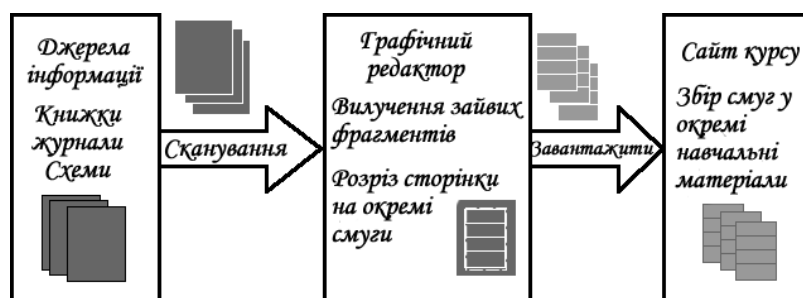 Джерела
інформації
Книжки
журнали
Схеми
Сканування
Графічний
редактор
Вилучення зайвих
фрагментів
Розріз сторінки
на окремі
смуги
Завантажити
Сайт курсу
Збір смуг у
окремі
навчальні
матеріали